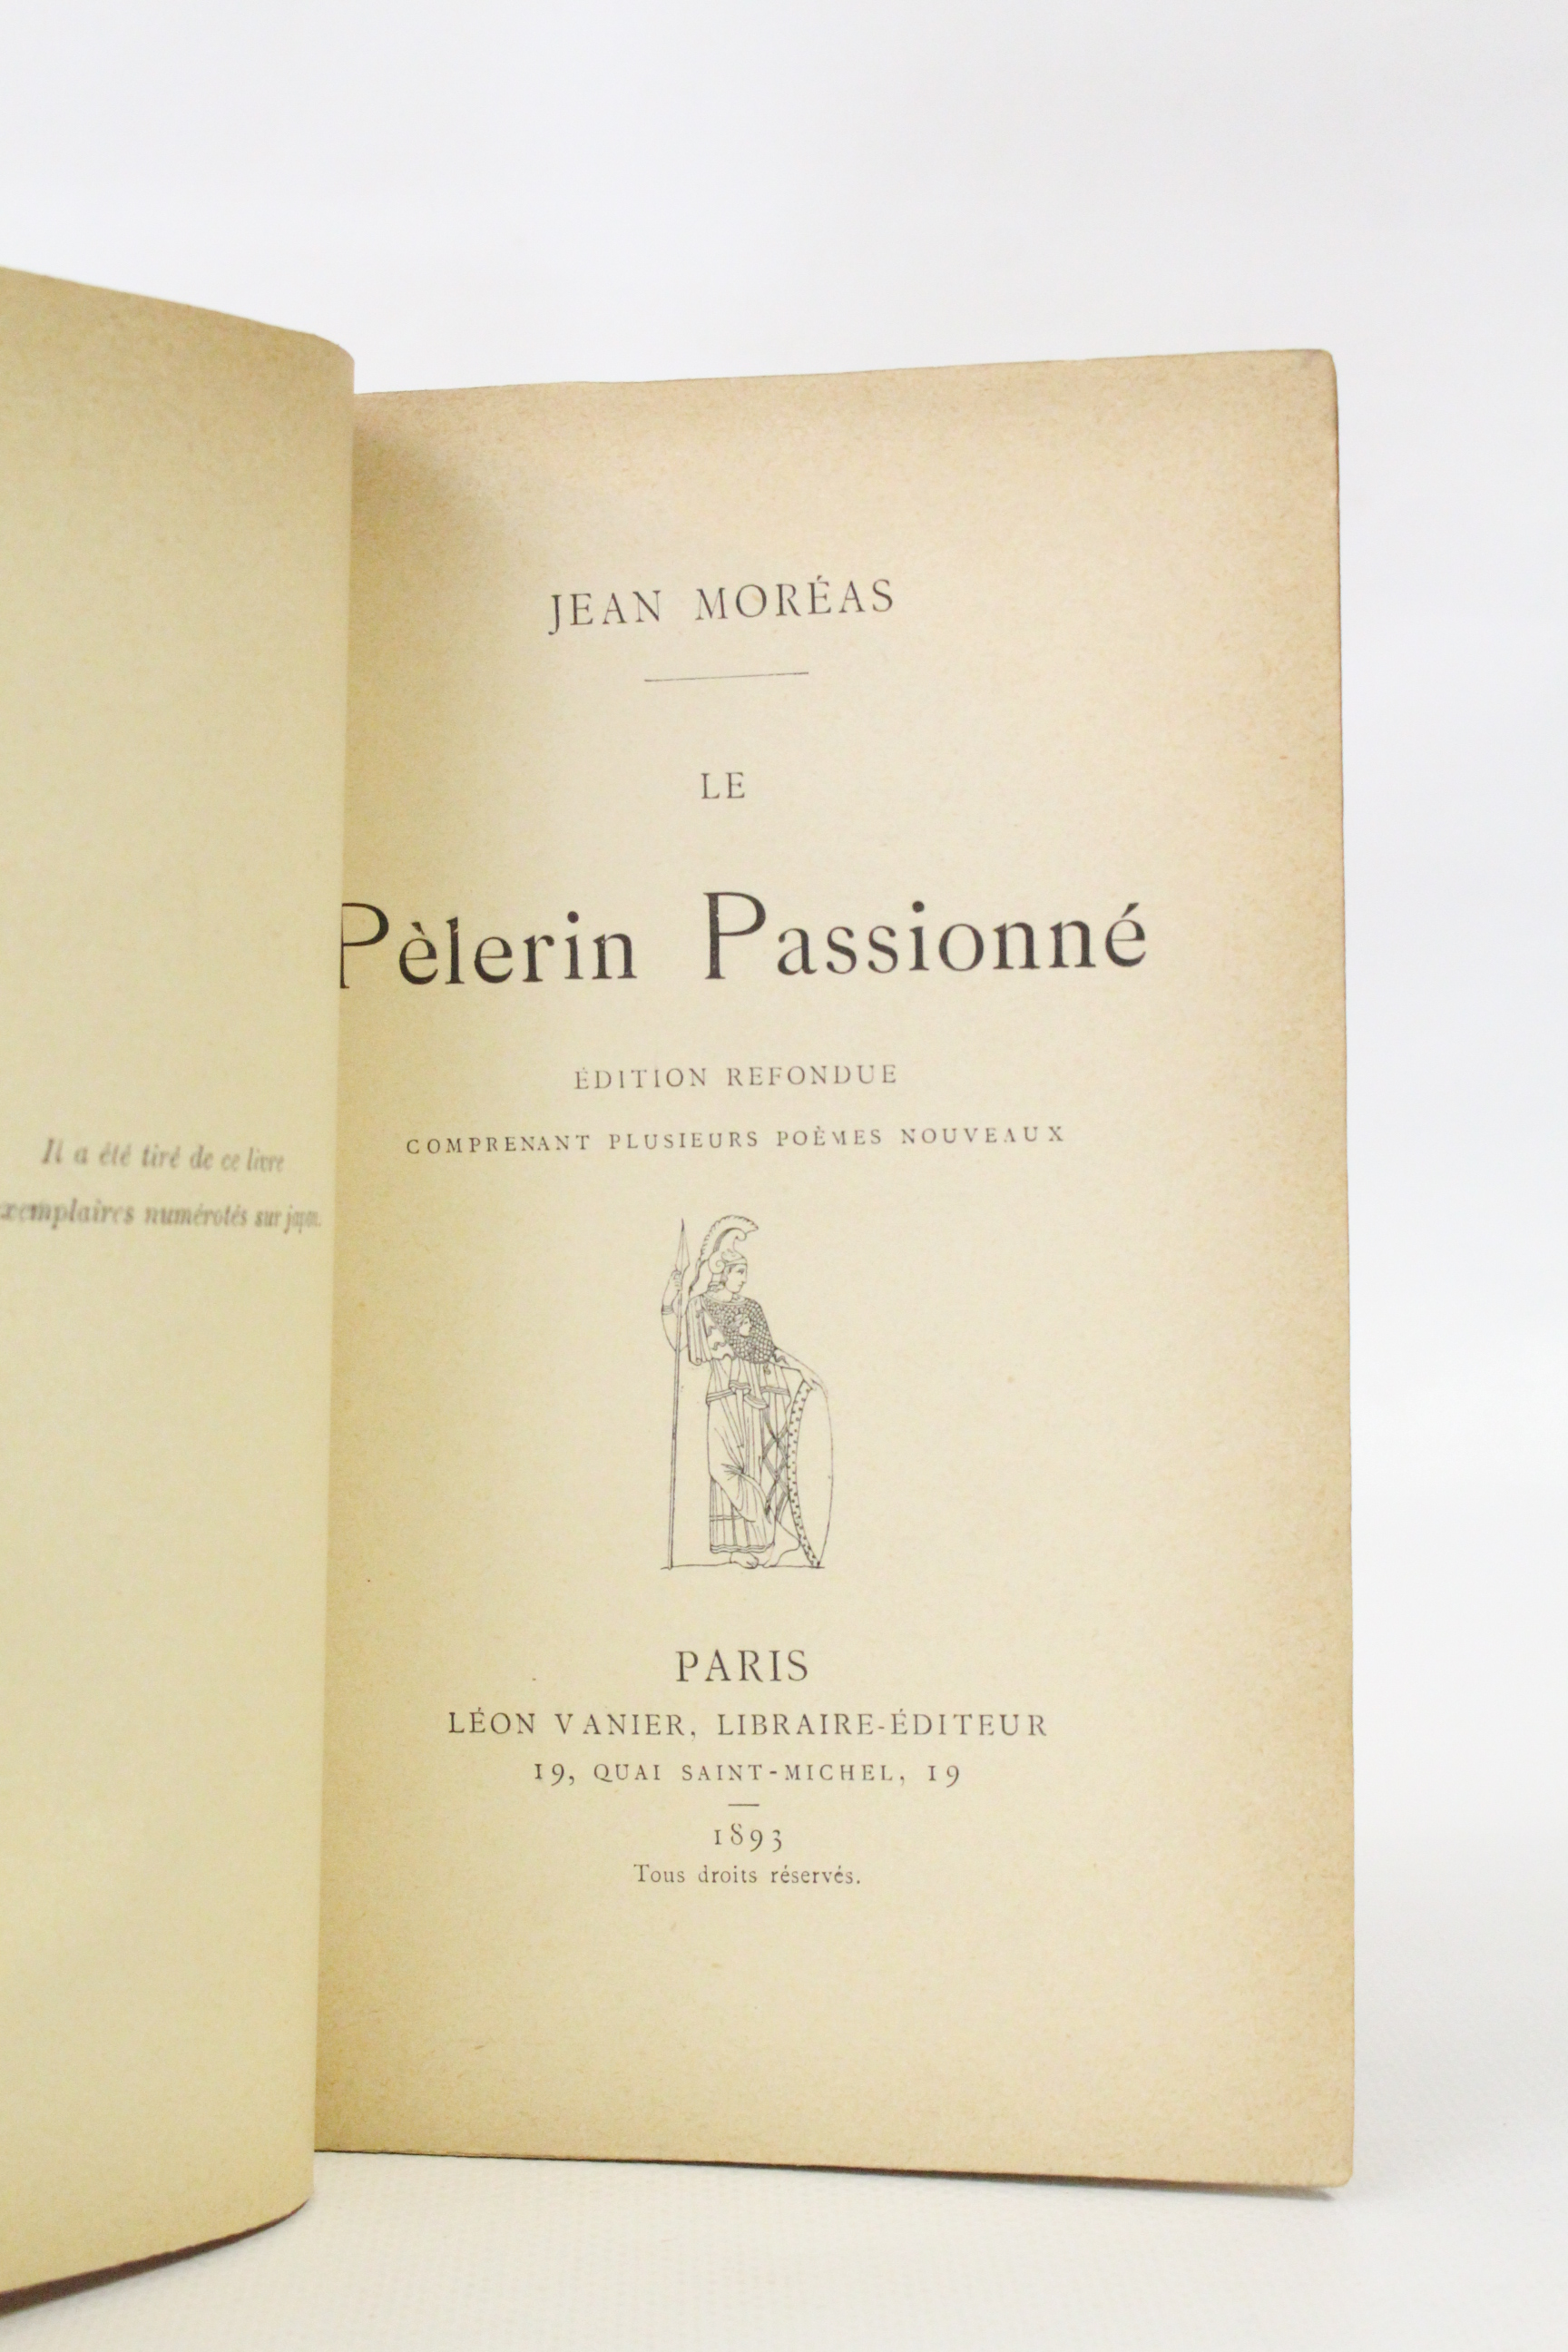 Il a été tiré de ce livre
xemplaires numérotés sur japon.
JEAN MORÉAS
LE
Pèlerin Passionné
ÉDITION REFONDUE
COMPRENANT PLUSIEURS POÈMES NOUVEAUX
PARIS
LÉON VANIER, LIBRAIRE-ÉDITEUR
19, QUAI SAINT-MICHEL, 19
1893
Tous droits réservés.